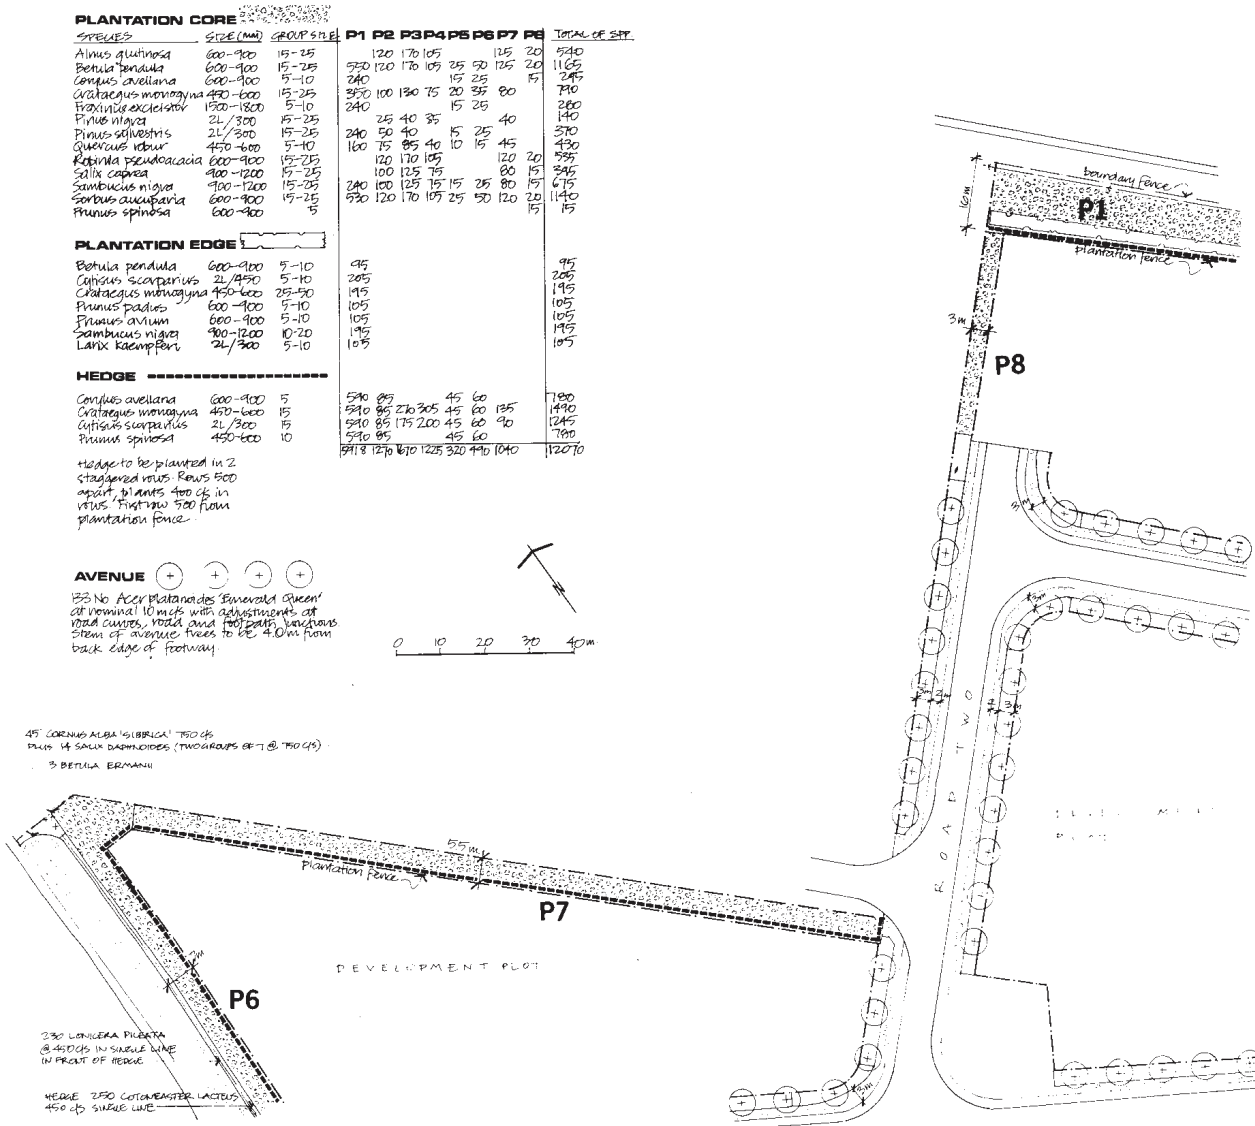 PLANTATION CORE
SPECIES SIZE (mm) GROUP SIZE P1 P2 P3 P4 P5 P6 P7 P8 TOTAL OF SPP.
Alnus glutinosa 600-900 15-25 120 170 105 125 20 540
Betula pendula 600-900 15-25 550 120 170 105 25 50 125 20 1165
avellana 600-900 5-10 240 15 25 15 295
Crataegus monogyna 450-600 15-25 350 100 130 75 20 35 80 790
Fraxinus excelsior 1500-1800 5-10 240 15 25 280
Pinus nigra 2L/300 15-25 25 40 35 40 140
Pinus sylvestris 2L/300 15-25 240 50 40 15 25 370
Quercus robur 450-600 5-10 160 75 85 40 10 15 45 430
Robinia pseudoacacia 600-900 15-25 120 170 105 120 20 535
Salix caprea 900-1200 15-25 100 125 75 80 15 395
Sambucus nigra 900-1200 15-25 240 100 125 75 15 25 80 15 675
Sorbus aucuparia 600-900 15-25 530 120 170 105 25 50 120 20 1140
Prunus spinosa 600-900 5 15 15
PLANTATION EDGE
Betula pendula 600-900 5-10 95 95
Cytisus scoparius 2L/450 5-10 205 205
Crataegus monogyna 450-600 25-50 195 195
Prunus padus 600-900 5-10 105 105
Prunus avium 600-900 5-10 105 105
Sambucus nigra 900-1200 10-20 195 195
Larix kaempferi 2L/300 5-10 105 105
HEDGE
Corylus avellana 600-900 5 590 85 45 60 780
Crataegus monogyna 450-600 15 590 85 270 305 45 60 135 1490
Cytisus scoparius 2L/300 15 590 85 175 200 45 60 90 1245
Prunus spinosa 450-600 10 590 85 45 60 780
5918 1270 1670 1225 320 490 1040 12070
Hedge to be planted in 2
staggered rows. Rows 500
apart, plants 400 c/s in
rows. First row 500 from
plantation fence.
AVENUE
133 No Acer platanoides 'Emerald Queen'
at nominal 10 m c/s with adjustments at
road curves, road and footpath junctions.
Stem of avenue trees to be 4.0 m from
back edge of footway.
N
0 10 20 30 40 m.
boundary fence
6m
P1
plantation fence
3m
P8
3m
3m
3m 2m
2 3m
ROAD TWO
DEVELOPMENT
PLOT
45 CORNUS ALBA 'SIBIRICA' 750 c/s
PLUS 14 SALIX DAPHNOIDES (TWO GROUPS OF 7 @ 750 c/s)
3 BETULA ERMANII
55m
plantation fence
P7
DEVELOPMENT PLOT
2m
P6
230 LONICERA PILEATA
@ 450 c/s IN SINGLE LINE
IN FRONT OF HEDGE
HEDGE 250 COTONEASTER LACTEUS
450 c/s SINGLE LINE
3m